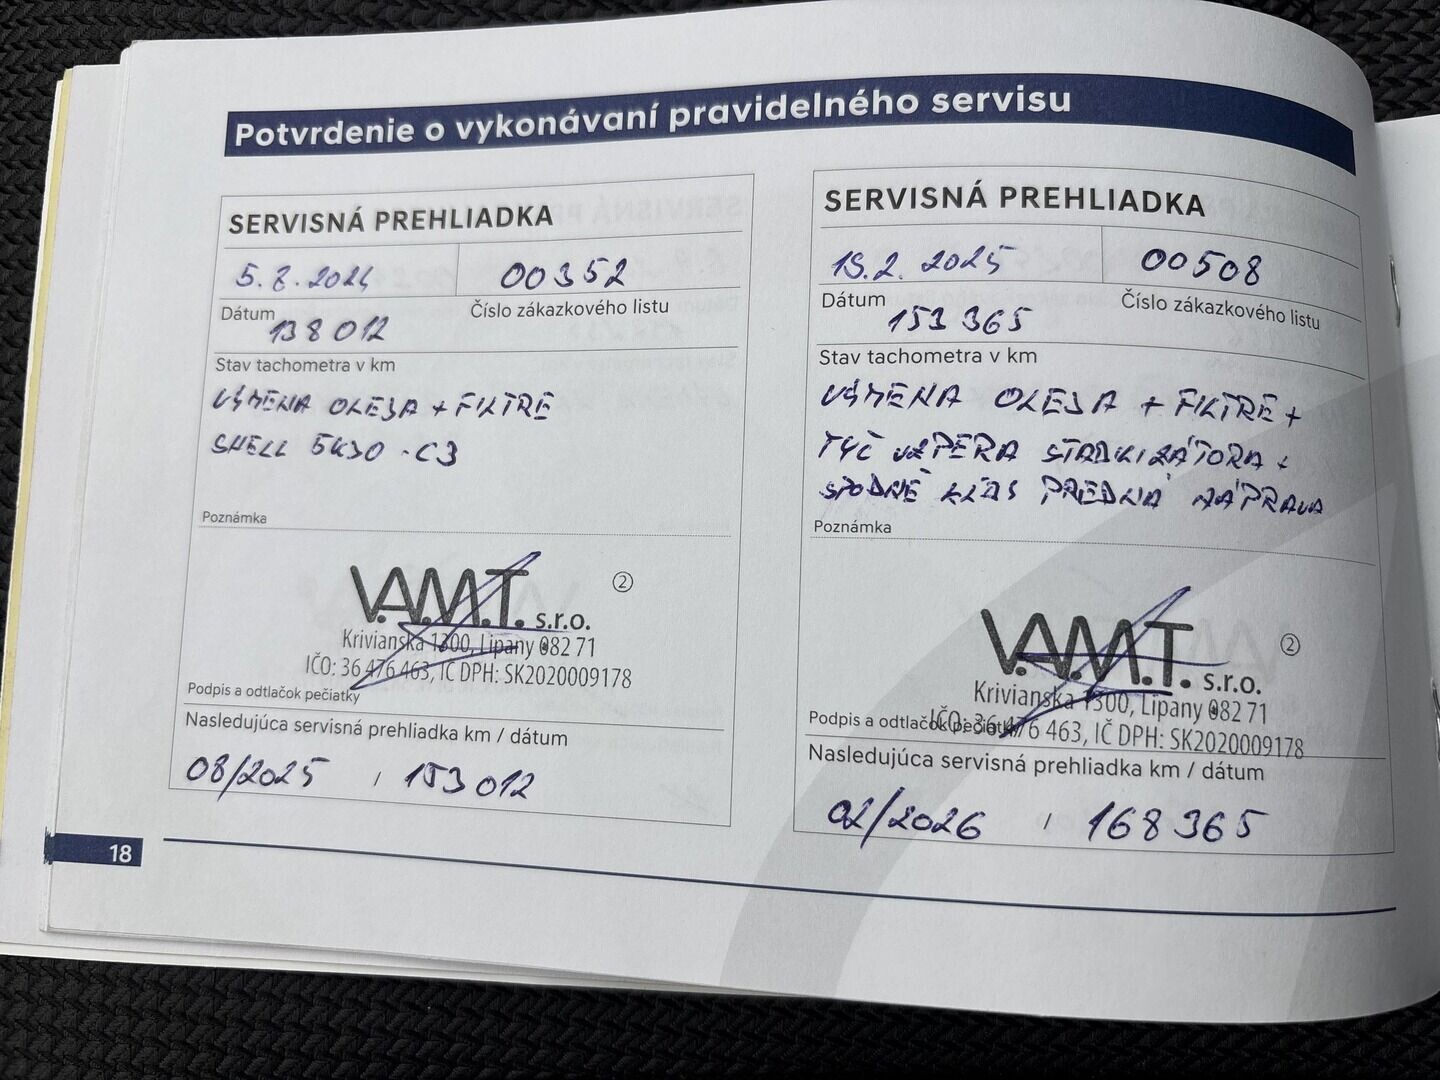 Potvrdenie o vykonávaní pravidelného servisu
SERVISNÁ PREHLIADKA
5.8.2024 00352
Dátum Číslo zákazkového listu
138 012
Stav tachometra v km
VÝMENA OLEJA + FILTRE
SHELL 5W30 - C3
Poznámka
V.A.M.T. s.r.o. 2
Krivianska 1300, Lipany 082 71
IČO: 36 476 463, IČ DPH: SK2020009178
Podpis a odtlačok pečiatky
Nasledujúca servisná prehliadka km / dátum
08/2025 / 153 012
SERVISNÁ PREHLIADKA
19.2. 2025 00508
Dátum Číslo zákazkového listu
153 365
Stav tachometra v km
VÝMENA OLEJA + FILTRE +
TYČ VZPERA STABILIZÁTORA +
SPODNÉ KĹBY PREDNÁ NÁPRAVA
Poznámka
V.A.M.T. s.r.o. 2
Krivianska 1300, Lipany 082 71
IČO: 36 476 463, IČ DPH: SK2020009178
Podpis a odtlačok pečiatky
Nasledujúca servisná prehliadka km / dátum
02/2026 / 168 365
18